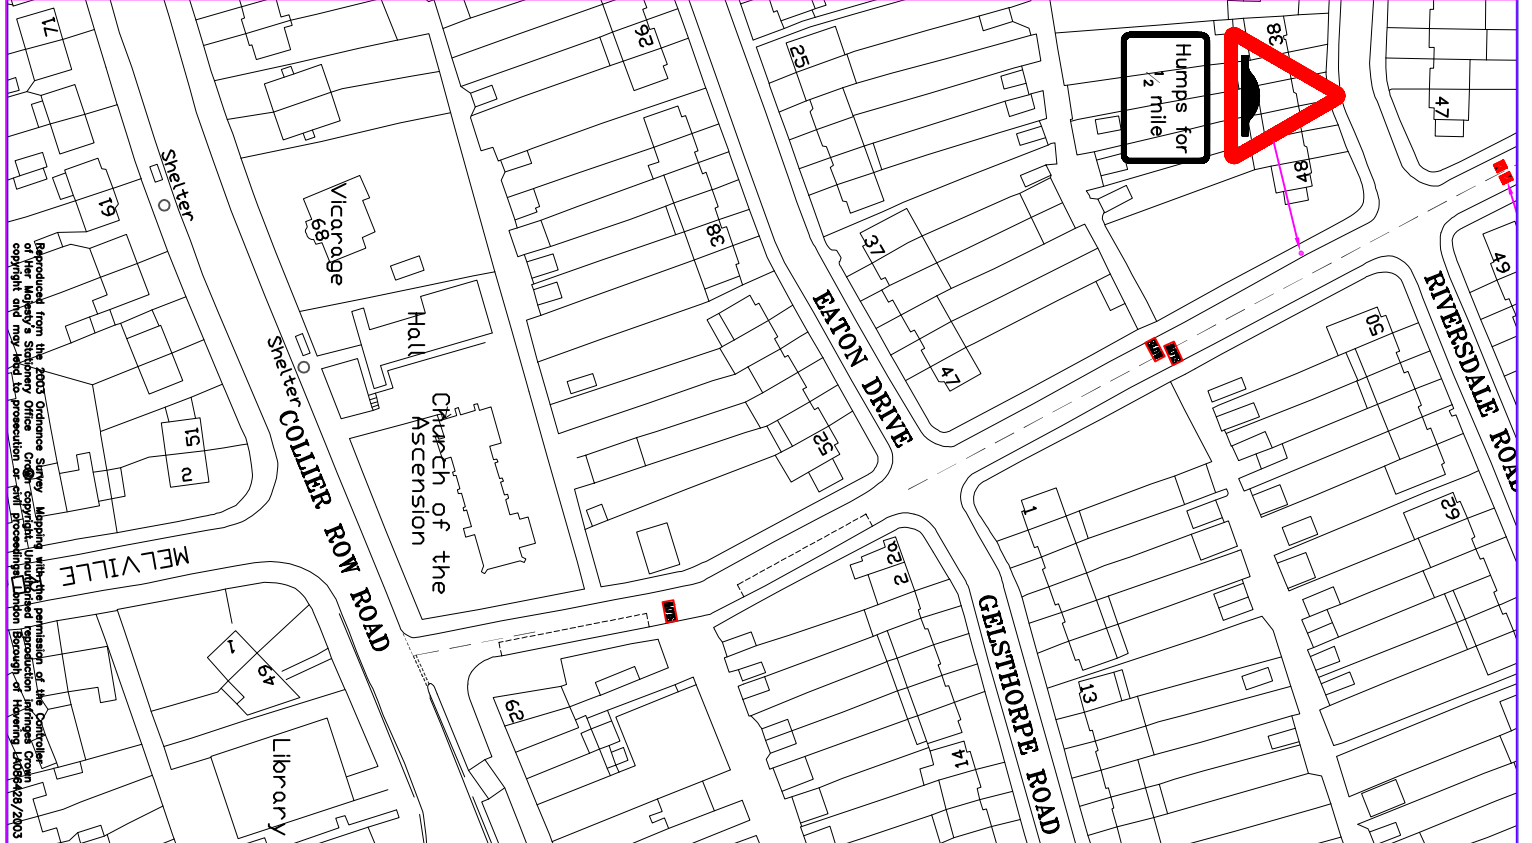 71
26
25
38
47
Humps for
½ mile
48
Shelter
61
Vicarage
68
38
37
49
RIVERSDALE ROAD
EATON DRIVE
50
Hall
Shelter
47
Church of the
Ascension
COLLIER ROW ROAD
51
2
52
62
1
MELVILLE
2
GELSTHORPE ROAD
1
49
62
13
14
Library
Reproduced from the 2003 Ordnance Survey Mapping with the permission of the Controller
of Her Majesty's Stationery Office © Crown copyright. Unauthorised reproduction infringes Crown
copyright and may lead to prosecution or civil proceedings. London Borough of Havering LA086428/2003